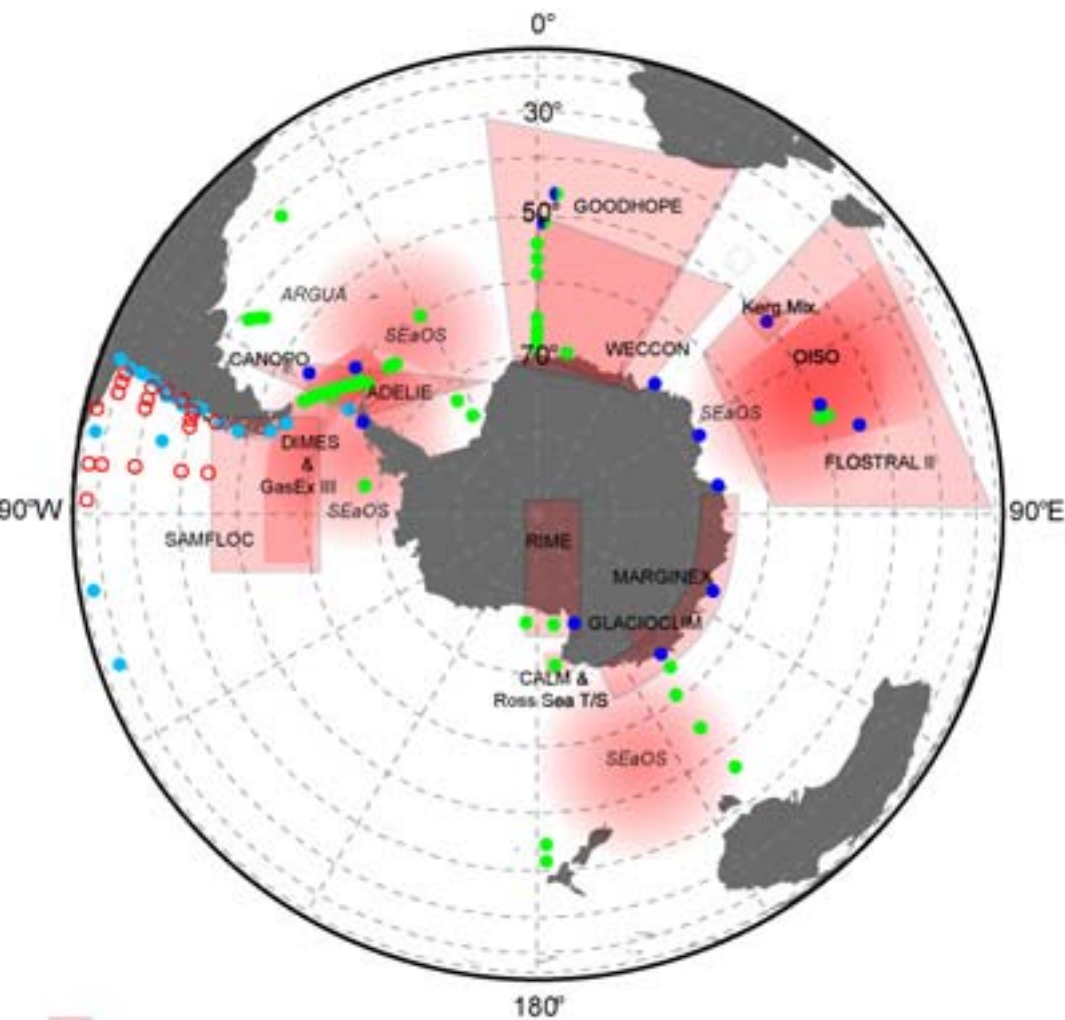 0°
30°
GOODHOPE
50°
ARGUA
Kerg.Mix.
SEaOS
WECCON
70°
CANOPO
OISO
ADELIE
SEaOS
DIMES
&
GasEx III
FLOSTRAL II
SEaOS
90°W
90°E
SAMFLOC
RIME
MARGINEX
GLACIOCLIM
CALM &
Ross Sea T/S
SEaOS
180°